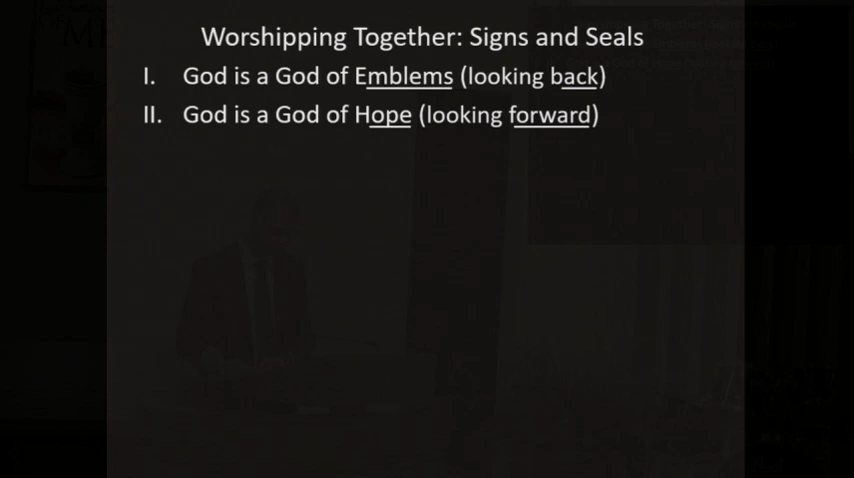 Worshipping Together: Signs and Seals
I. God is a God of Emblems (looking back)
II. God is a God of Hope (looking forward)